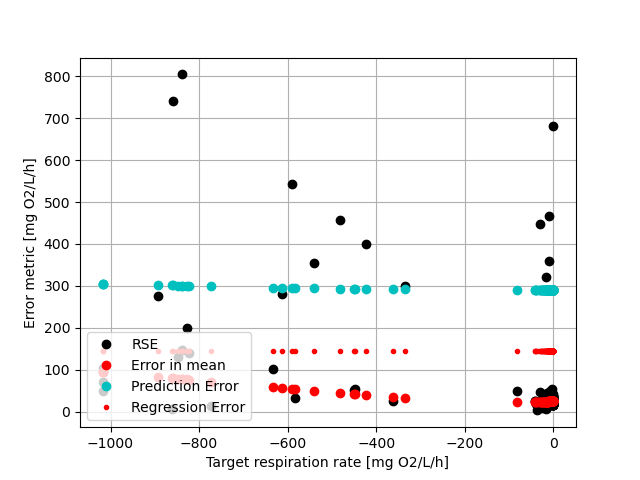 800
700
600
500
400
300
200
100
0
Error metric [mg O2/L/h]
RSE
Error in mean
Prediction Error
Regression Error
−1000 −800 −600 −400 −200 0
Target respiration rate [mg O2/L/h]